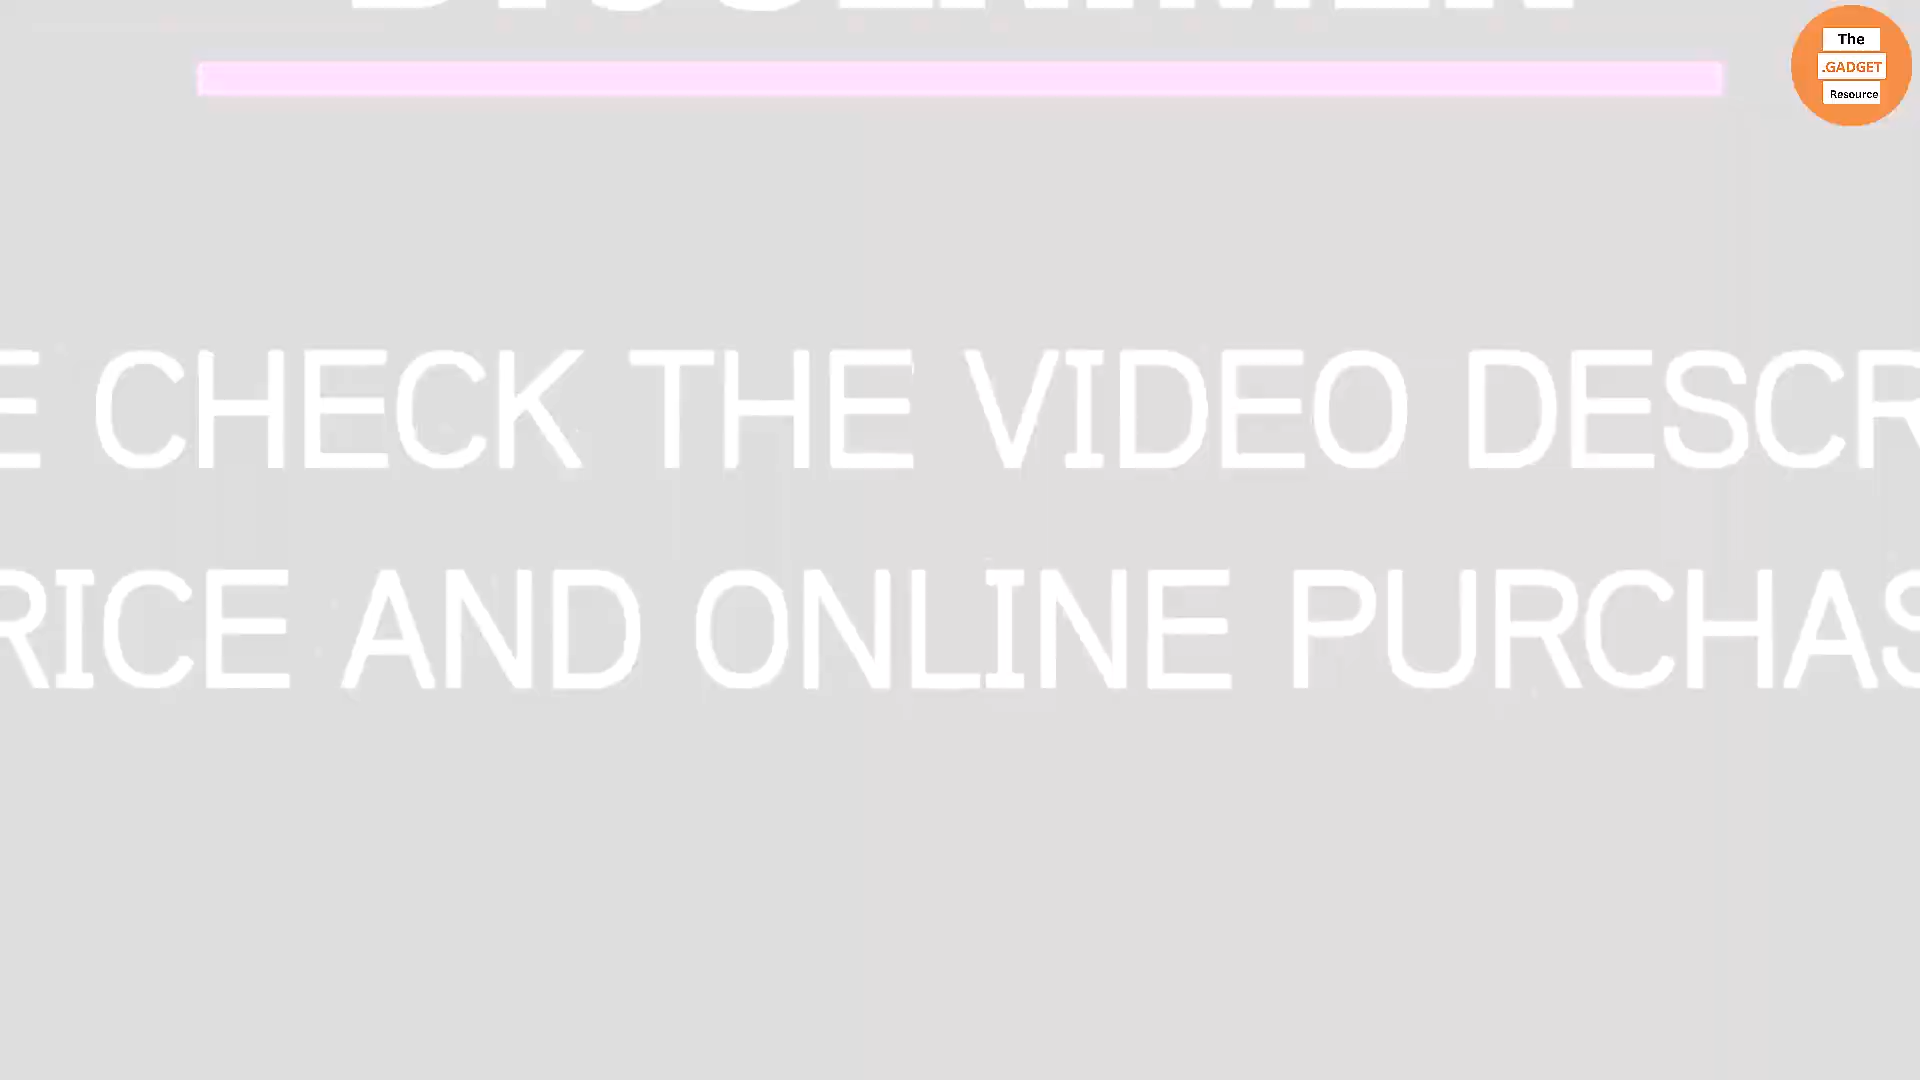 The
.GADGET
Resource
E CHECK THE VIDEO DESCR
RICE AND ONLINE PURCHAS